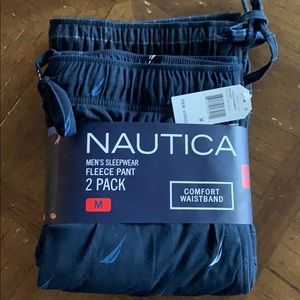 NAUTICA
MEN'S SLEEPWEAR
FLEECE PANT
2 PACK
M
COMFORT
WAISTBAND
M